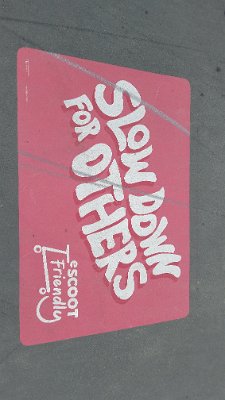 SLOW DOWN
FOR OTHERS
escoot
Friendly